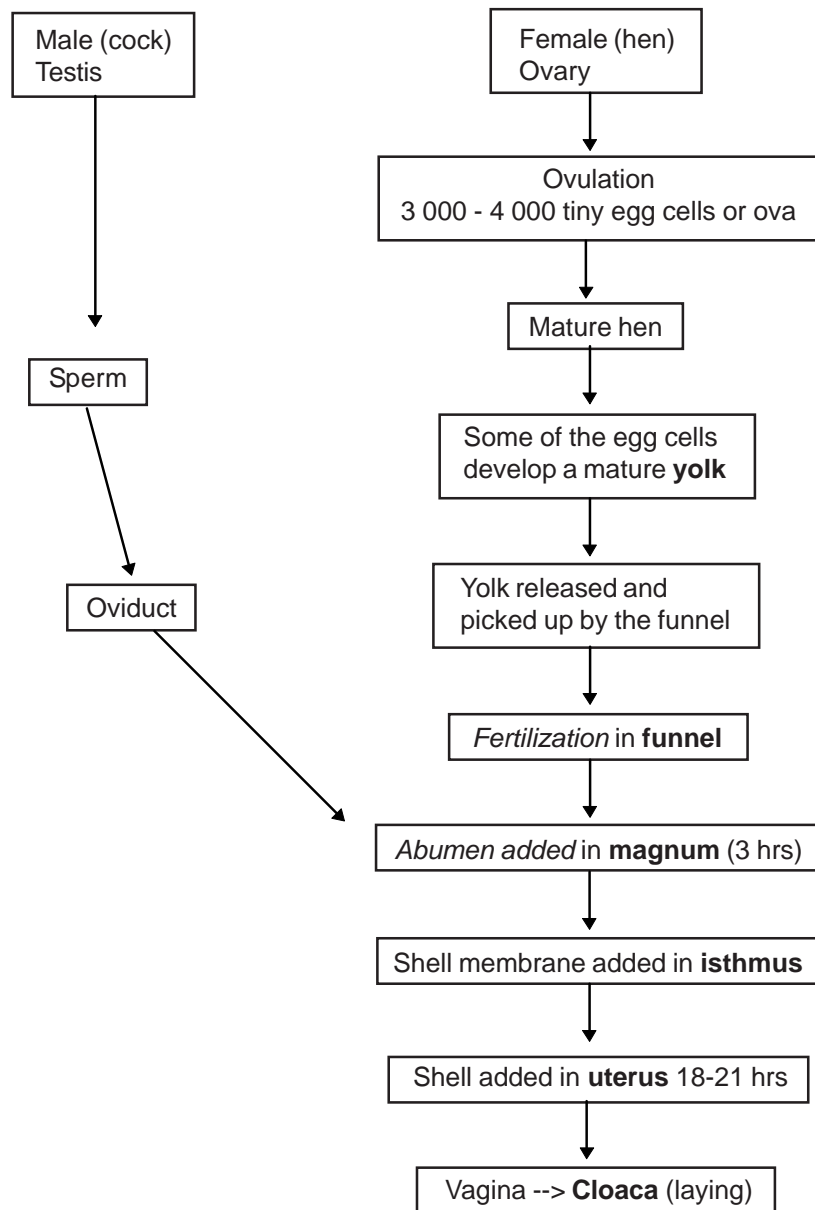 Male (cock)
Testis
Female (hen)
Ovary
Ovulation
3 000 - 4 000 tiny egg cells or ova
Mature hen
Sperm
Some of the egg cells
develop a mature yolk
Oviduct
Yolk released and
picked up by the funnel
Fertilization in funnel
Abumen added in magnum (3 hrs)
Shell membrane added in isthmus
Shell added in uterus 18-21 hrs
Vagina --> Cloaca (laying)